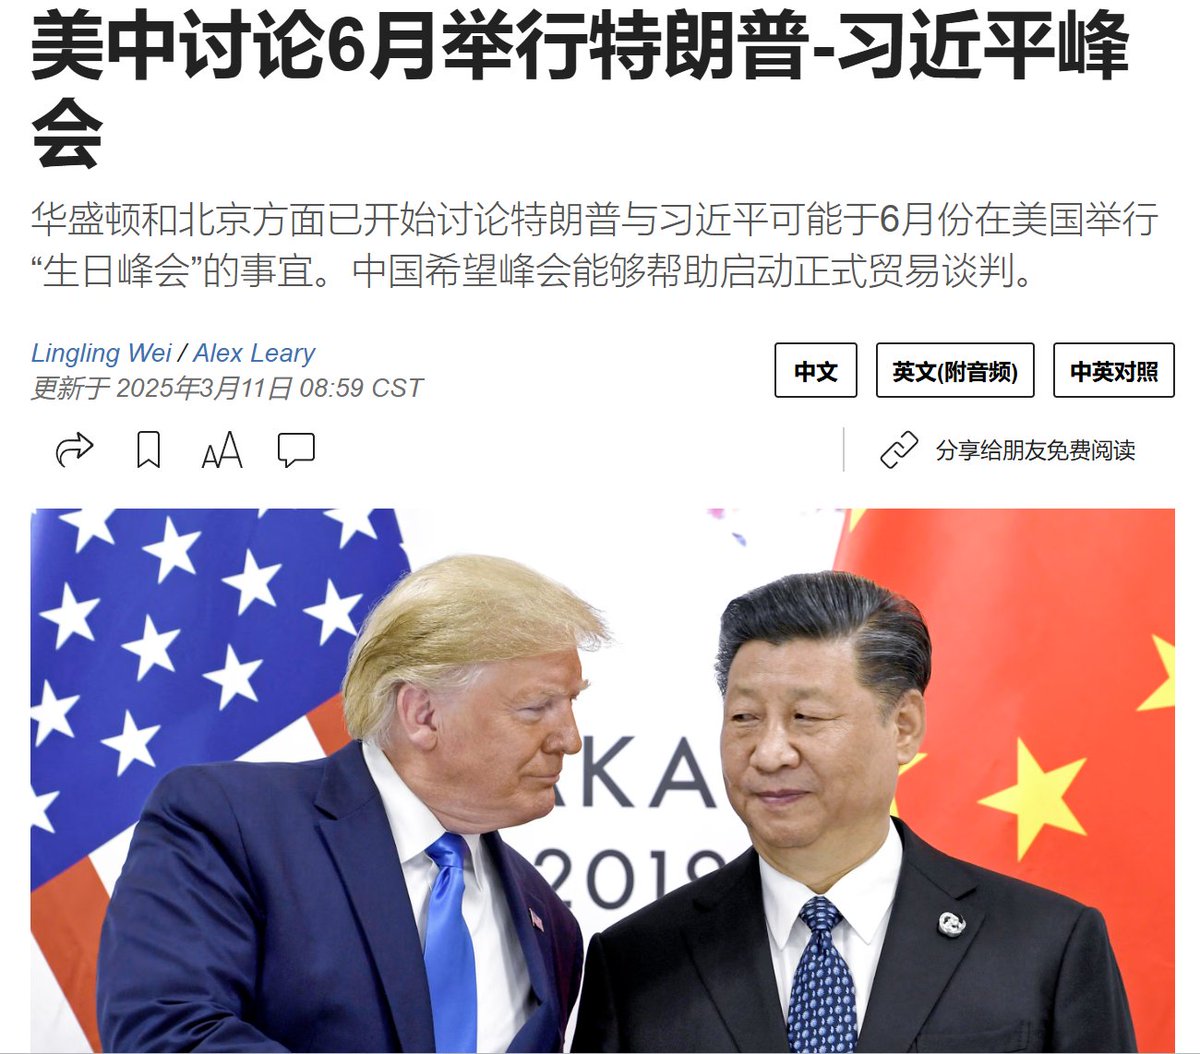 美中讨论6月举行特朗普-习近平峰
会
华盛顿和北京方面已开始讨论特朗普与习近平可能于6月份在美国举行
“生日峰会”的事宜。中国希望峰会能够帮助启动正式贸易谈判。
Lingling Wei / Alex Leary
更新于 2025年3月11日 08:59 CST
中文
英文(附音频)
中英对照
AA
分享给朋友免费阅读
AKA
2019